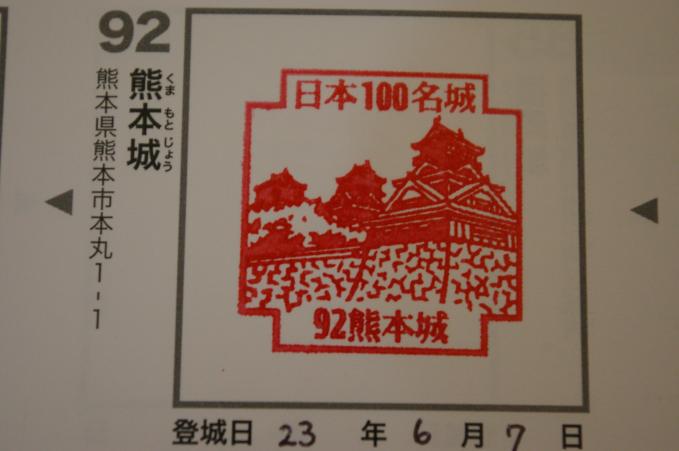 92
熊本城
くまもとじょう
熊本県熊本市本丸1-1
日本100名城
92熊本城
登城日 23 年 6 月 7 日